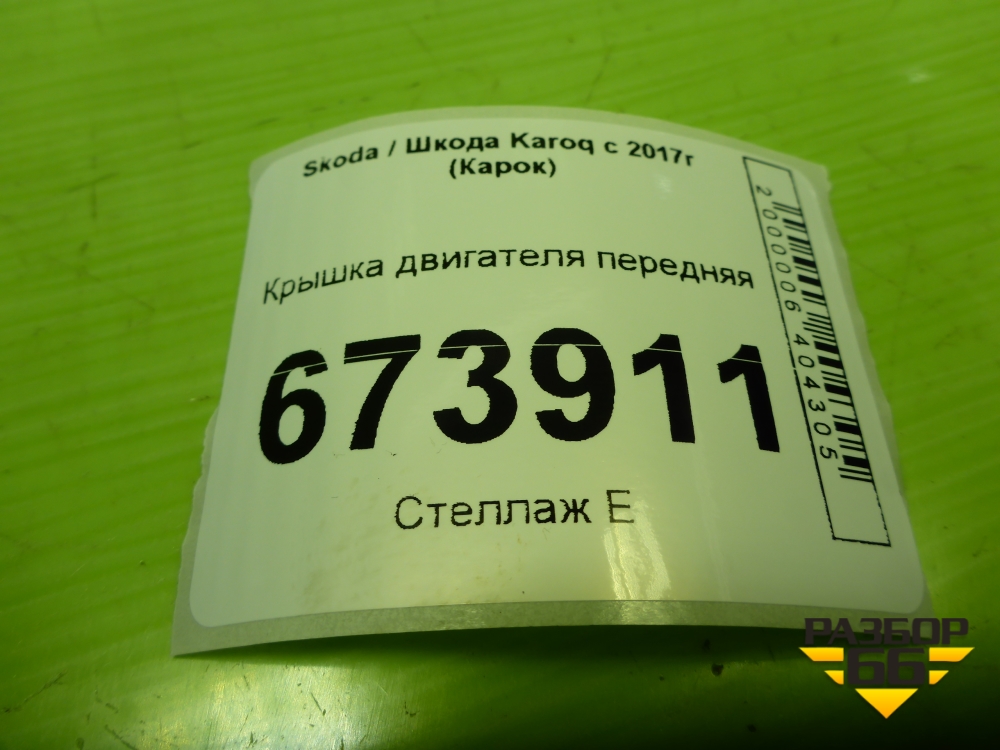 Skoda / Шкода Karoq с 2017г
(Карок)
Крышка двигателя передняя
673911
Стеллаж Е
2000006404305
РАЗБОР
66